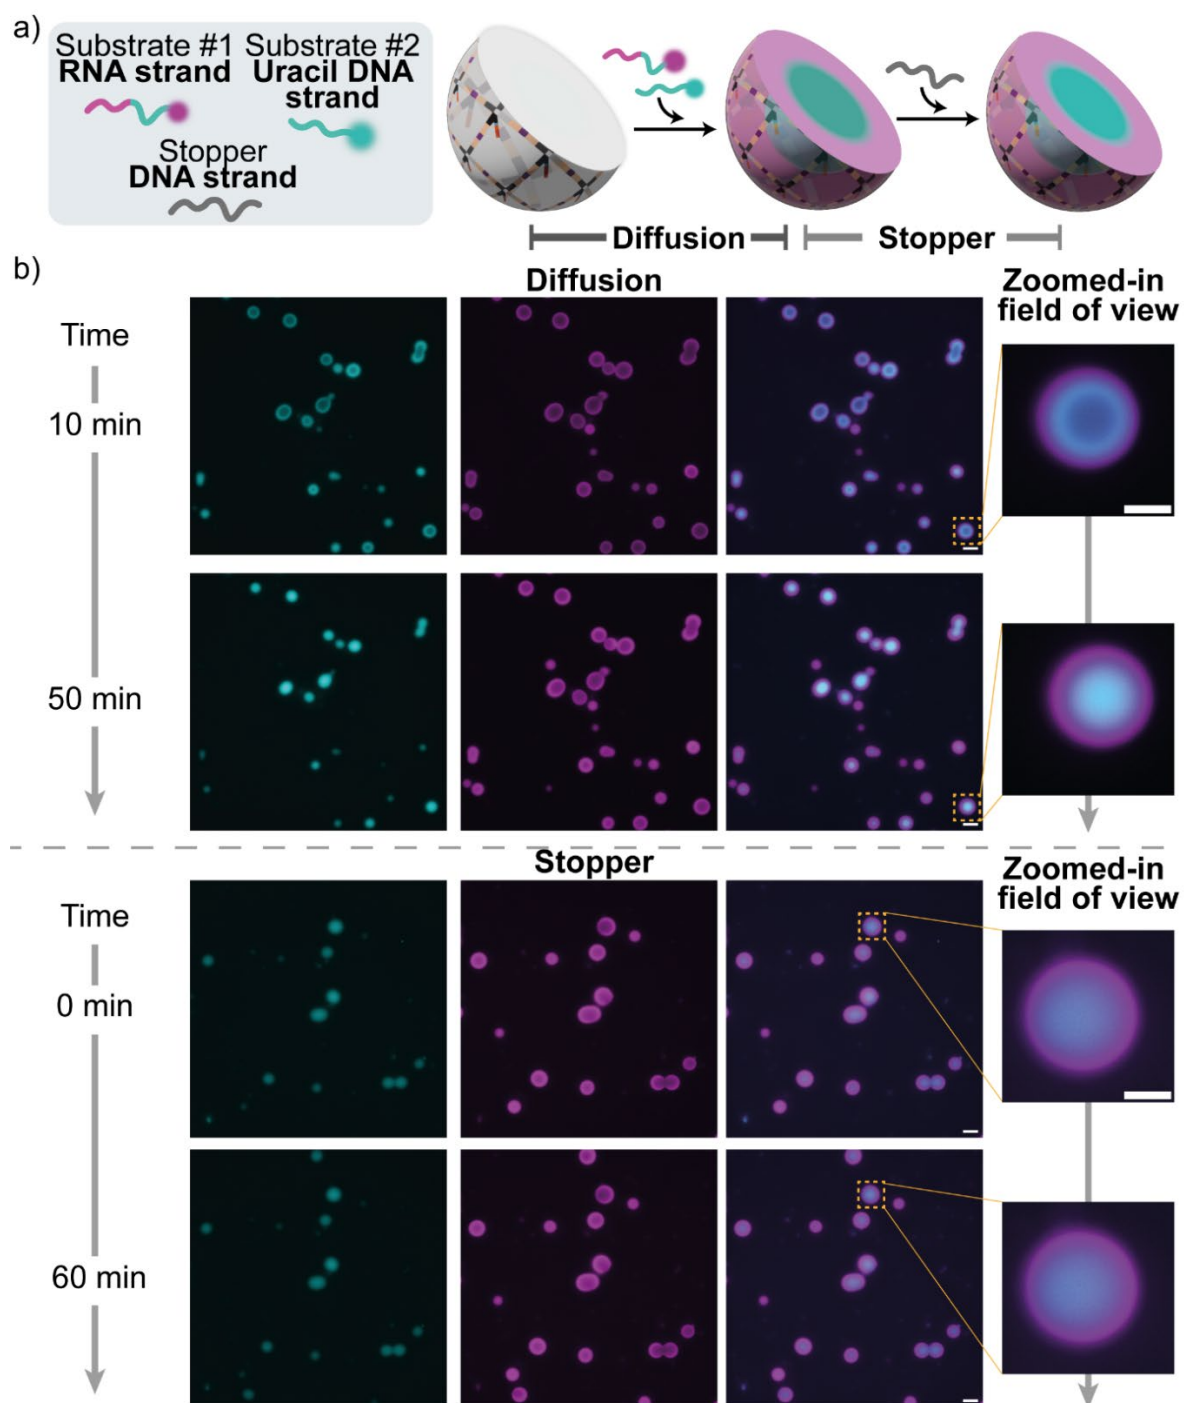 a)
Substrate #1
RNA strand
Substrate #2
Uracil DNA
strand
Stopper
DNA strand
Diffusion
Stopper
b)
Diffusion
Zoomed-in
field of view
Time
10 min
50 min
Stopper
Zoomed-in
field of view
Time
0 min
60 min